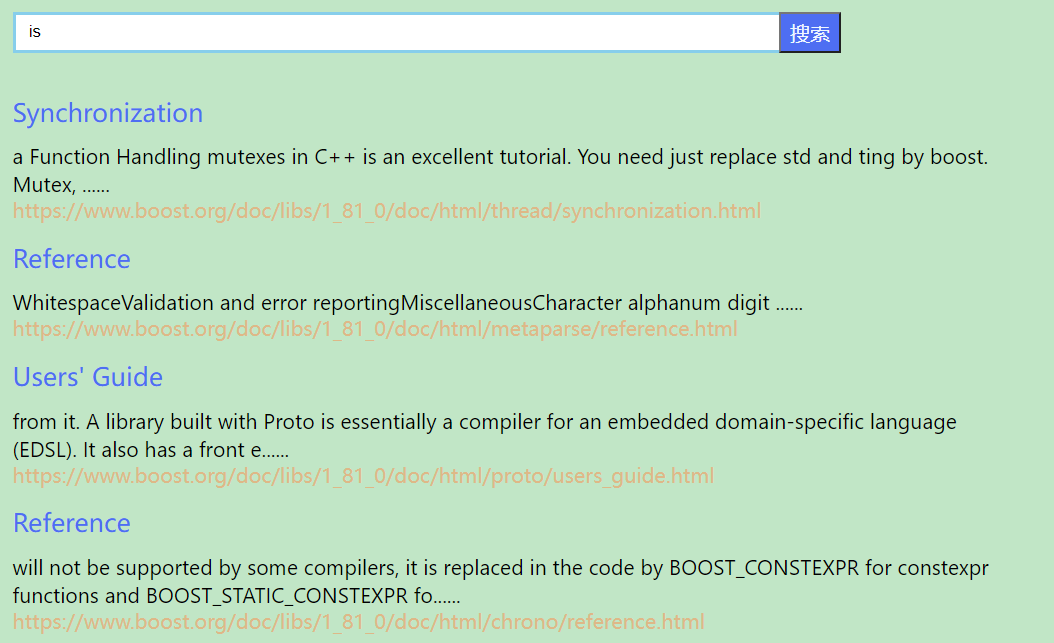 is
搜索
Synchronization
a Function Handling mutexes in C++ is an excellent tutorial. You need just replace std and ting by boost.
Mutex, ......
https://www.boost.org/doc/libs/1_81_0/doc/html/thread/synchronization.html
Reference
WhitespaceValidation and error reportingMiscellaneousCharacter alphanum digit ......
https://www.boost.org/doc/libs/1_81_0/doc/html/metaparse/reference.html
Users' Guide
from it. A library built with Proto is essentially a compiler for an embedded domain-specific language
(EDSL). It also has a front e......
https://www.boost.org/doc/libs/1_81_0/doc/html/proto/users_guide.html
Reference
will not be supported by some compilers, it is replaced in the code by BOOST_CONSTEXPR for constexpr
functions and BOOST_STATIC_CONSTEXPR fo......
https://www.boost.org/doc/libs/1_81_0/doc/html/chrono/reference.html